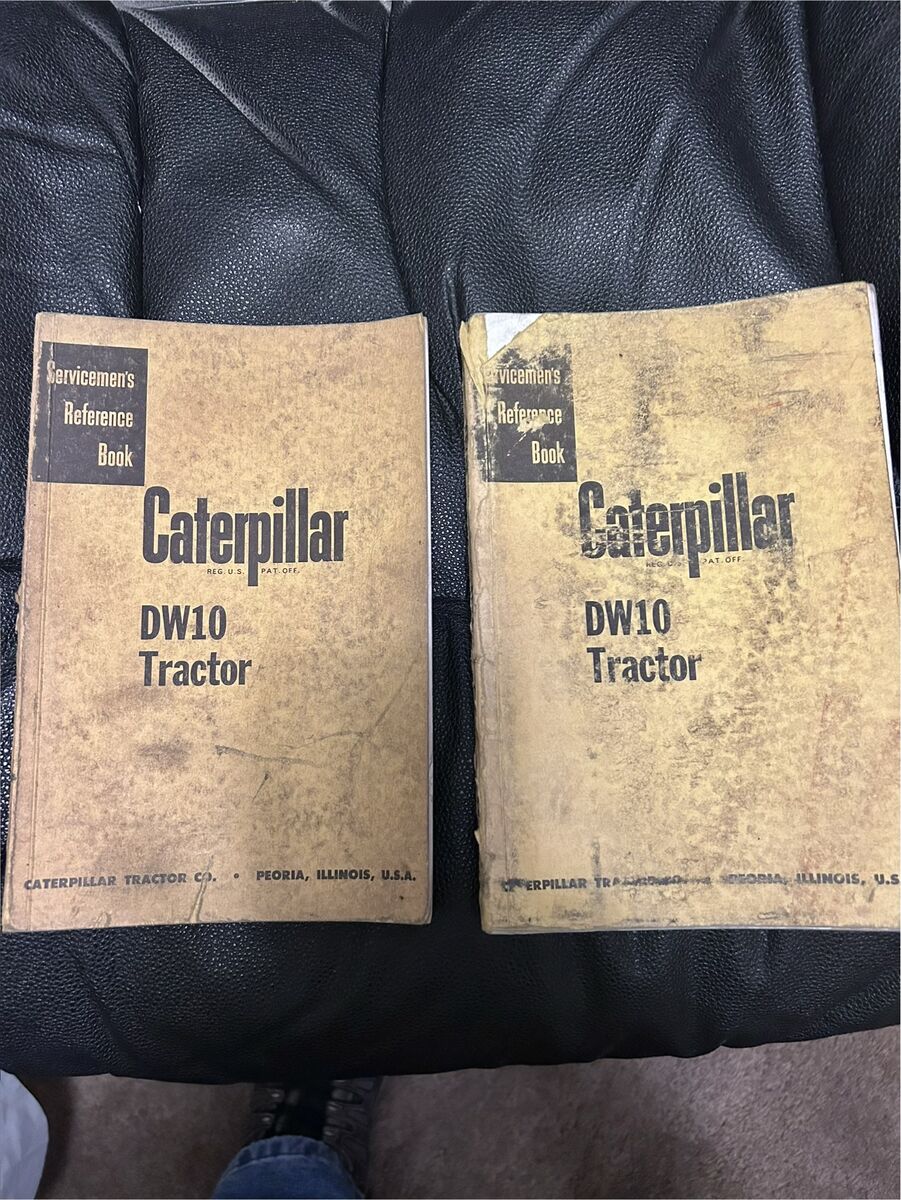 Servicemen's
Reference
Book
Caterpillar
REG. U.S. PAT. OFF.
DW10
Tractor
CATERPILLAR TRACTOR CO. • PEORIA, ILLINOIS, U.S.A.
Reference
Book
Caterpillar
REG. U.S. PAT. OFF.
DW10
Tractor
PEORIA, ILLINOIS, U.S